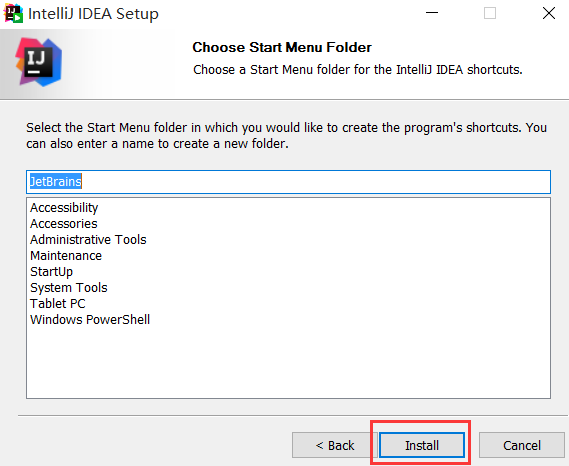 IntelliJ IDEA Setup
IJ
Choose Start Menu Folder
Choose a Start Menu folder for the IntelliJ IDEA shortcuts.
Select the Start Menu folder in which you would like to create the program's shortcuts. You
can also enter a name to create a new folder.
JetBrains
Accessibility
Accessories
Administrative Tools
Maintenance
StartUp
System Tools
Tablet PC
Windows PowerShell
< Back
Install
Cancel